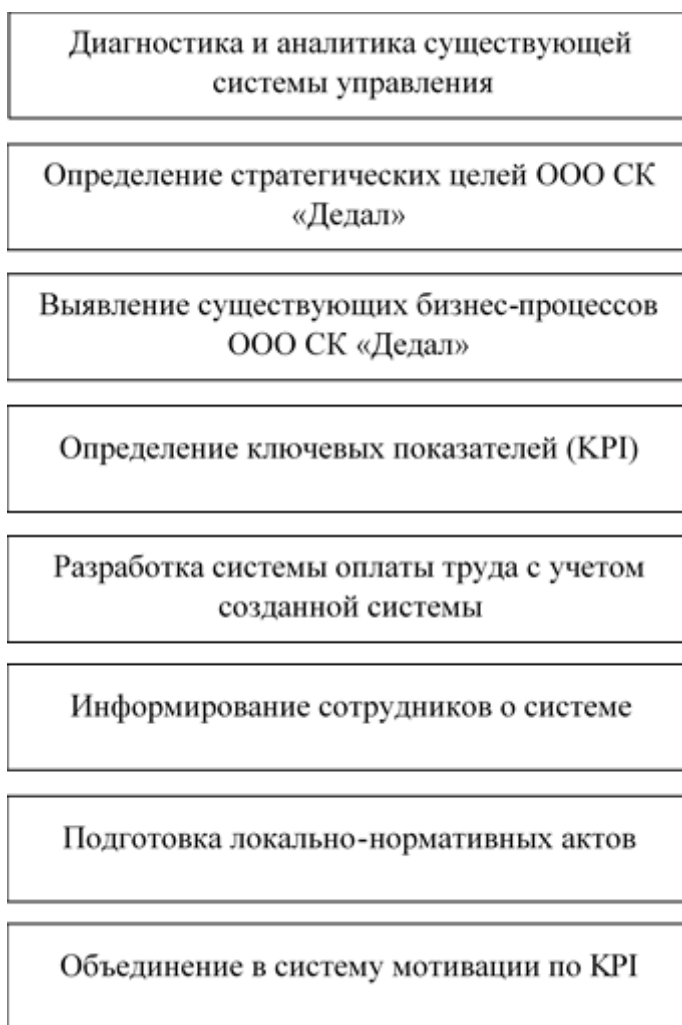 Диагностика и аналитика существующей
системы управления
Определение стратегических целей ООО СК
«Дедал»
Выявление существующих бизнес-процессов
ООО СК «Дедал»
Определение ключевых показателей (KPI)
Разработка системы оплаты труда с учетом
созданной системы
Информирование сотрудников о системе
Подготовка локально-нормативных актов
Объединение в систему мотивации по KPI